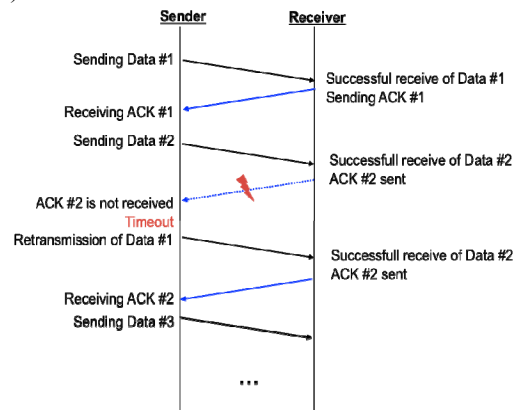 Sender
Receiver
Sending Data #1
Successful receive of Data #1
Sending ACK #1
Receiving ACK #1
Sending Data #2
Successfull receive of Data #2
ACK #2 sent
ACK #2 is not received
Timeout
Retransmission of Data #1
Successfull receive of Data #2
ACK #2 sent
Receiving ACK #2
Sending Data #3
...